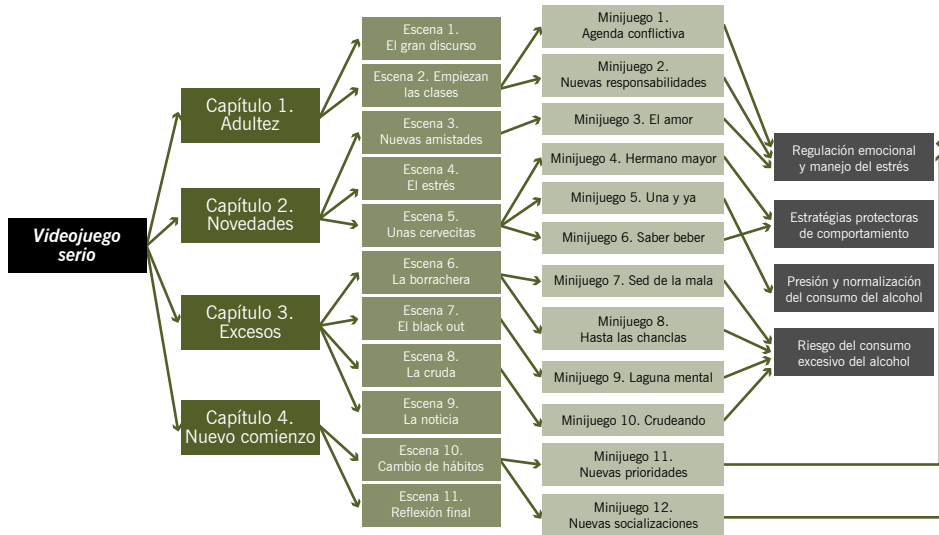 Videojuego
serio
Capítulo 1.
Adultez
Capítulo 2.
Novedades
Capítulo 3.
Excesos
Capítulo 4.
Nuevo comienzo
Escena 1.
El gran discurso
Escena 2. Empiezan
las clases
Escena 3.
Nuevas amistades
Escena 4.
El estrés
Escena 5.
Unas cervecitas
Escena 6.
La borrachera
Escena 7.
El black out
Escena 8.
La cruda
Escena 9.
La noticia
Escena 10.
Cambio de hábitos
Escena 11.
Reflexión final
Minijuego 1.
Agenda conflictiva
Minijuego 2.
Nuevas responsabilidades
Minijuego 3. El amor
Minijuego 4. Hermano mayor
Minijuego 5. Una y ya
Minijuego 6. Saber beber
Minijuego 7. Sed de la mala
Minijuego 8.
Hasta las chanclas
Minijuego 9. Laguna mental
Minijuego 10. Crudeando
Minijuego 11.
Nuevas prioridades
Minijuego 12.
Nuevas socializaciones
Regulación emocional
y manejo del estrés
Estratégias protectoras
de comportamiento
Presión y normalización
del consumo del alcohol
Riesgo del consumo
excesivo del alcohol